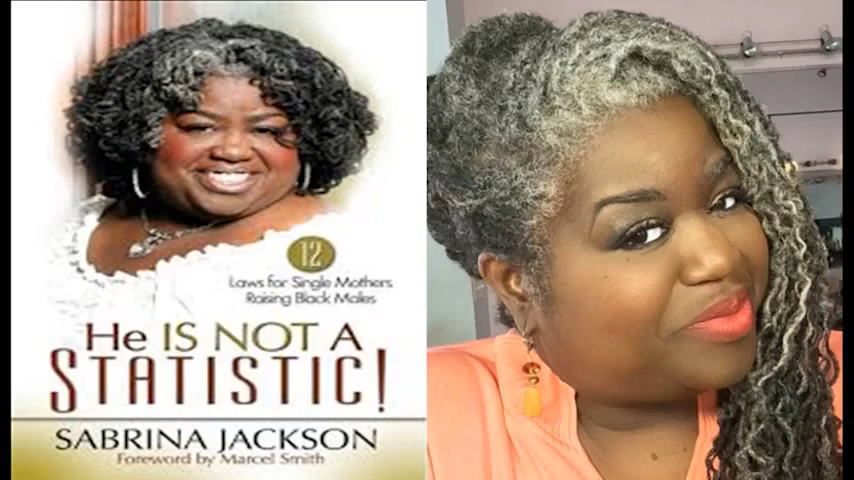 12
Laws for Single Mothers
Raising Black Males
He IS NOT A
STATISTIC!
SABRINA JACKSON
Foreword by Marcel Smith